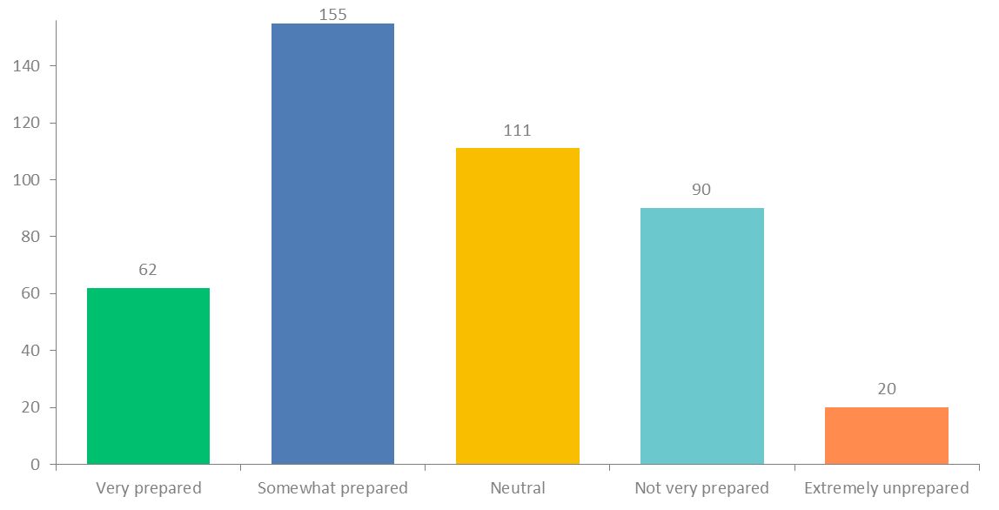 155
140
120
111
100
90
80
62
60
40
20
20
0
Very prepared
Somewhat prepared
Neutral
Not very prepared
Extremely unprepared